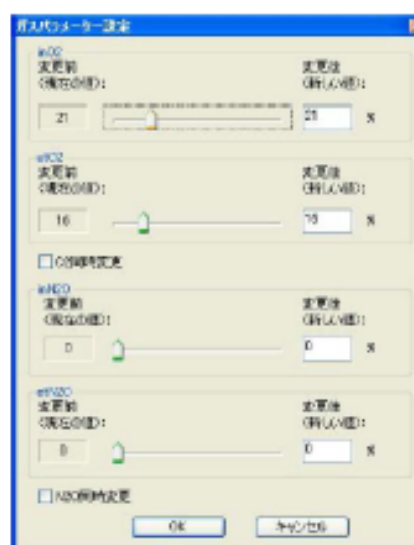 ガスパラメーター設定
inO2
変更前
(現在の値):
変更後
(新しい値):
21
21
%
etO2
変更前
(現在の値):
変更後
(新しい値):
16
16
%
O2同時変更
inN2O
変更前
(現在の値):
変更後
(新しい値):
0
0
%
etN2O
変更前
(現在の値):
変更後
(新しい値):
0
0
%
N2O同時変更
OK
キャンセル